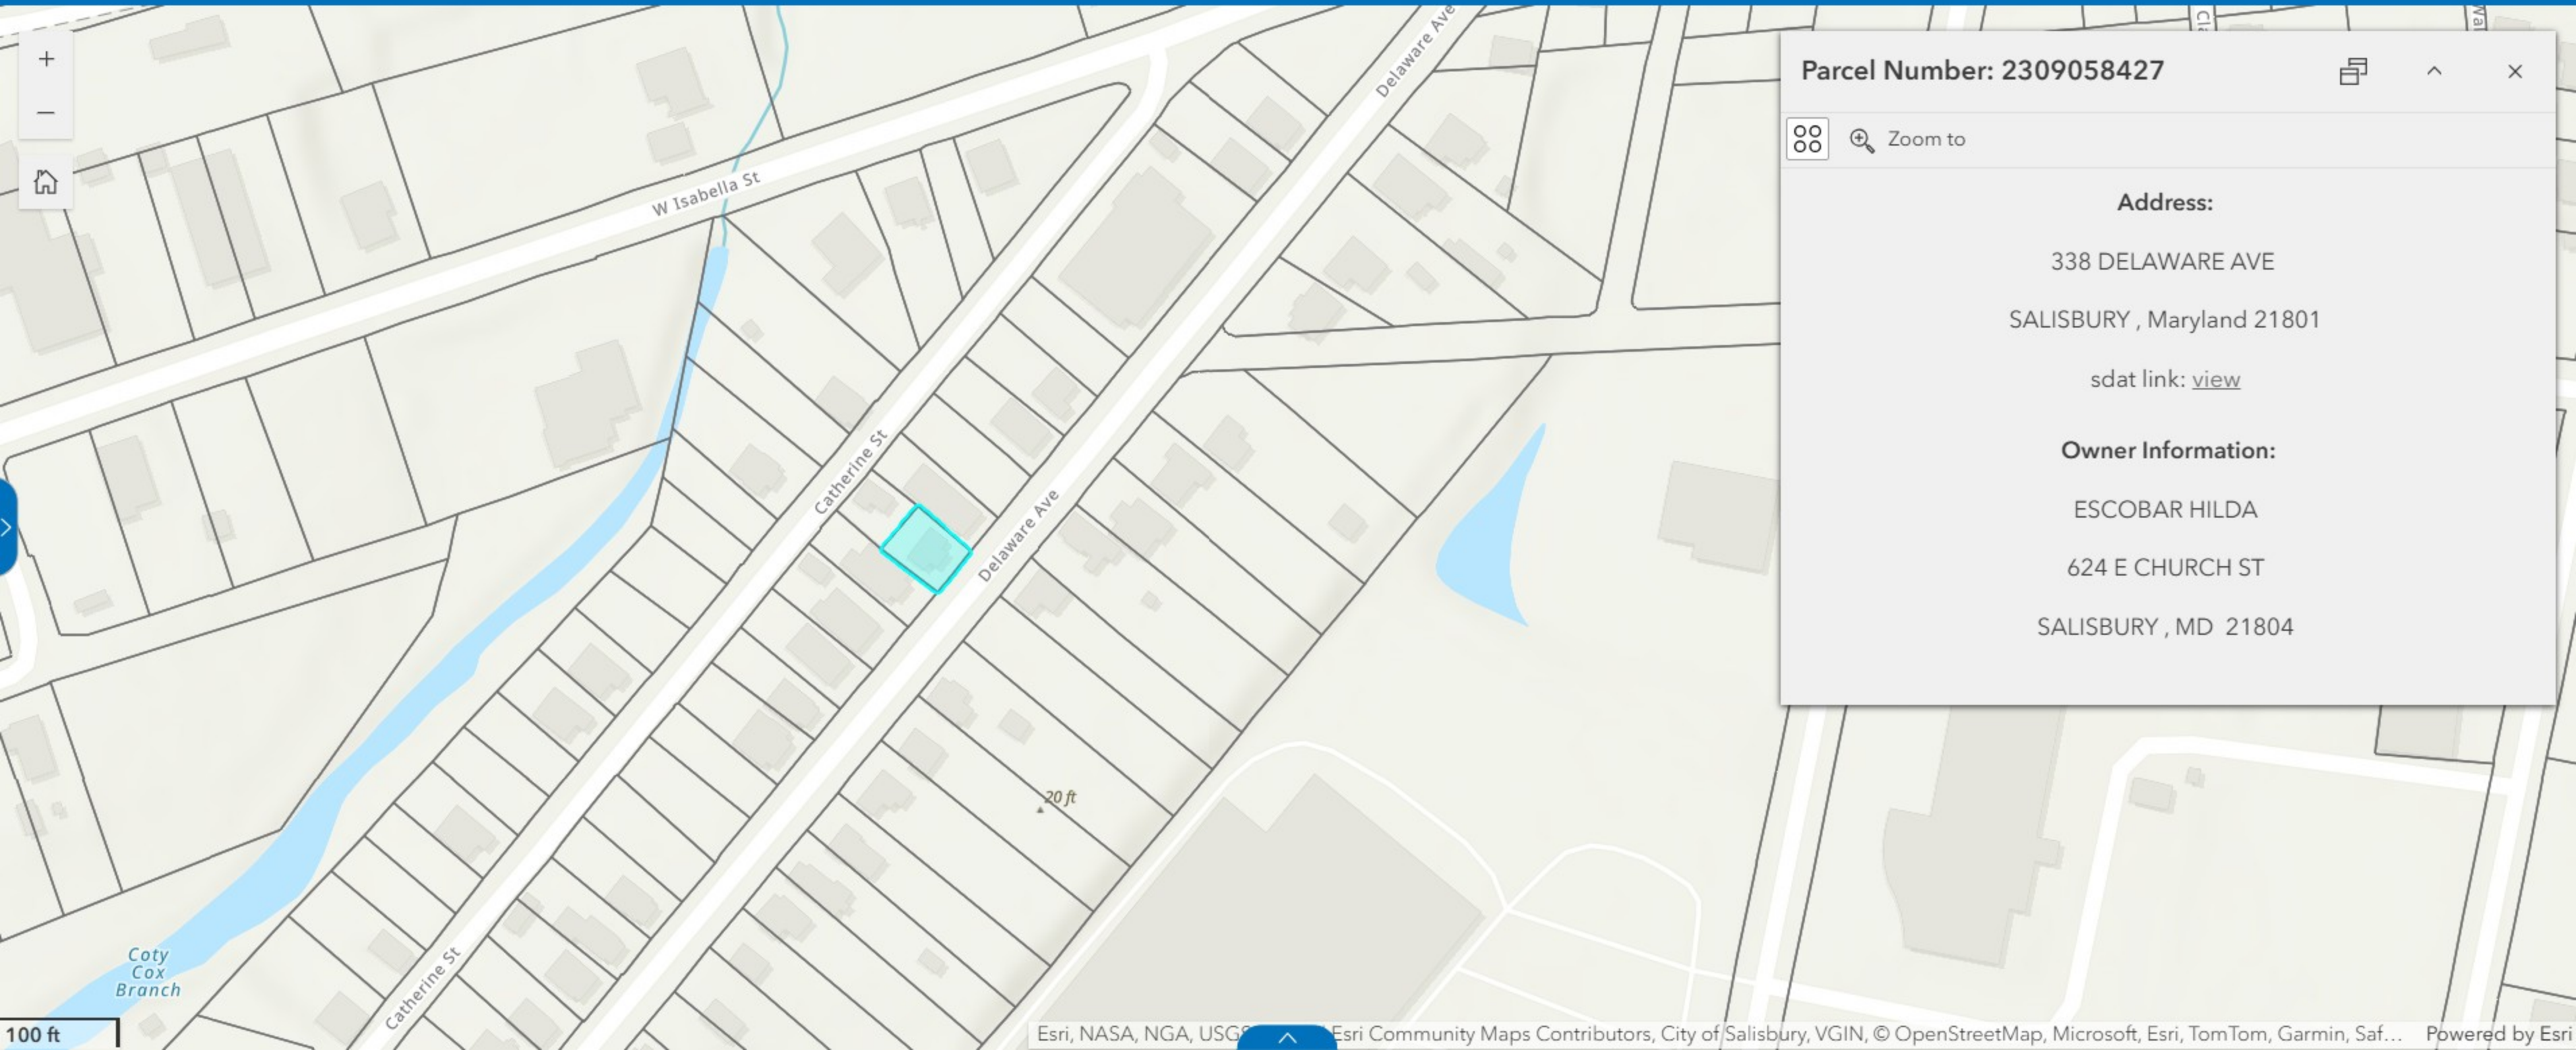 Parcel Number: 2309058427
Zoom to
Address:
338 DELAWARE AVE
SALISBURY , Maryland 21801
sdat link: view
Owner Information:
ESCOBAR HILDA
624 E CHURCH ST
SALISBURY , MD 21804
Delaware Ave
W Isabella St
Catherine St
Delaware Ave
20 ft
Coty
Cox
Branch
Catherine St
100 ft
Esri, NASA, NGA, USGS
Esri Community Maps Contributors, City of Salisbury, VGIN, © OpenStreetMap, Microsoft, Esri, TomTom, Garmin, Saf...
Powered by Esri